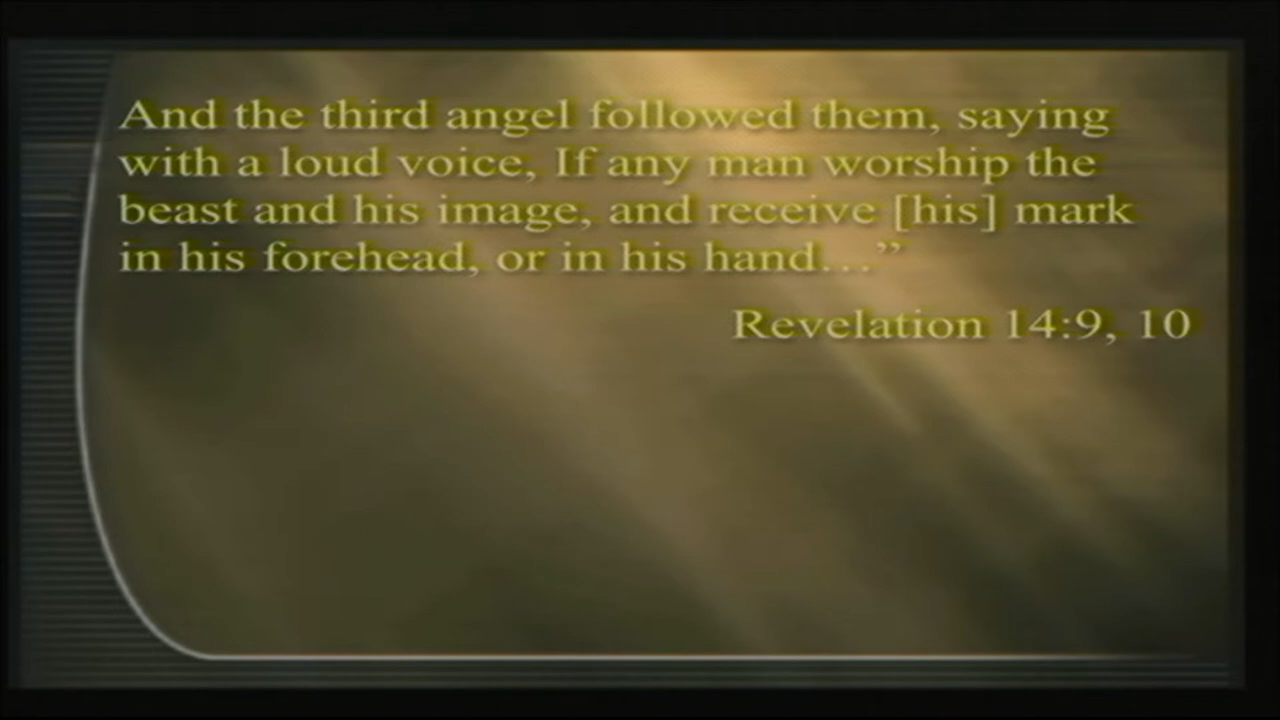 And the third angel followed them, saying
with a loud voice, If any man worship the
beast and his image, and receive [his] mark
in his forehead, or in his hand…”
Revelation 14:9, 10